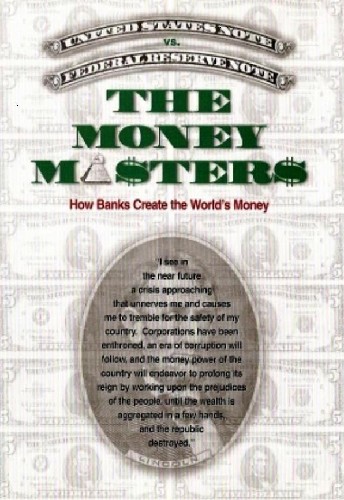 UNITED STATES NOTE
vs.
FEDERAL RESERVE NOTE
THE
MONEY
MA$TER$
How Banks Create the World's Money
"I see in
the near future
a crisis approaching
that unnerves me and causes
me to tremble for the safety of my
country. Corporations have been
enthroned, an era of corruption will
follow, and the money power of the
country will endeavor to prolong its
reign by working upon the prejudices
of the people, until the wealth is
aggregated in a few hands,
and the republic
destroyed."
LINCOLN